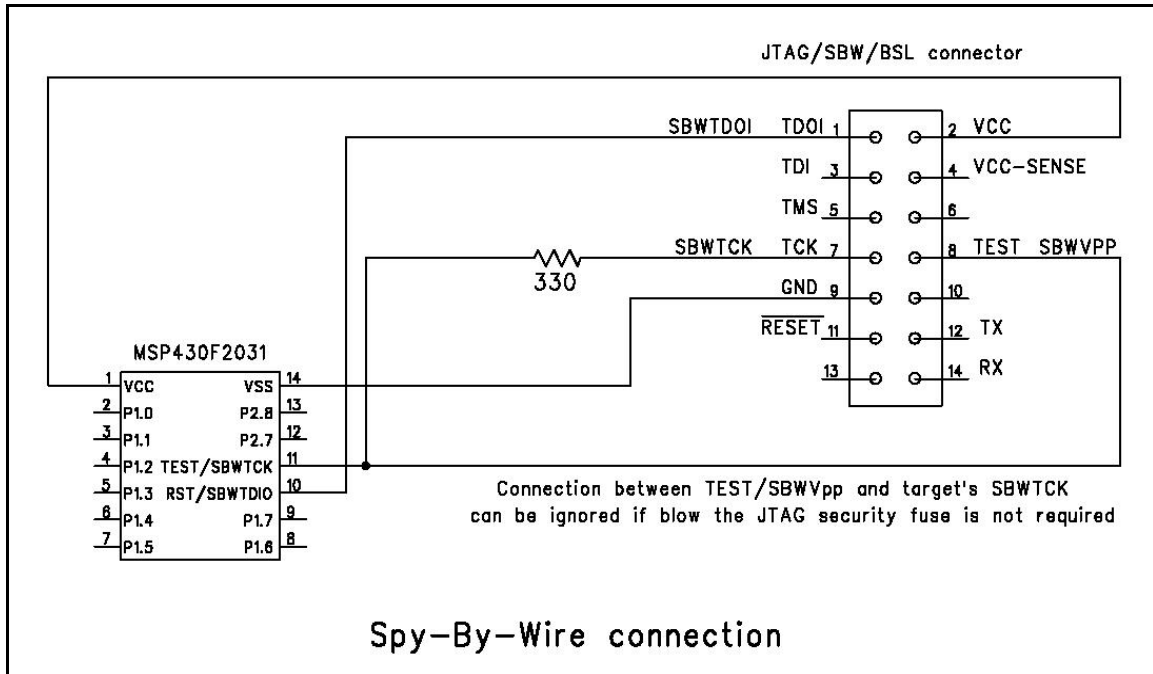 JTAG/SBW/BSL connector
SBWTDOI TDOI 1 2 VCC
TDI 3 4 VCC-SENSE
TMS 5 6
SBWTCK TCK 7 8 TEST SBWVPP
330
GND 9 10
RESET 11 12 TX
13 14 RX
MSP430F2031
1 VCC VSS 14
2 P1.0 P2.6 13
3 P1.1 P2.7 12
4 P1.2 TEST/SBWTCK 11
5 P1.3 RST/SBWTDIO 10
6 P1.4 P1.7 9
7 P1.5 P1.6 8
Connection between TEST/SBWVpp and target's SBWTCK
can be ignored if blow the JTAG security fuse is not required
Spy-By-Wire connection